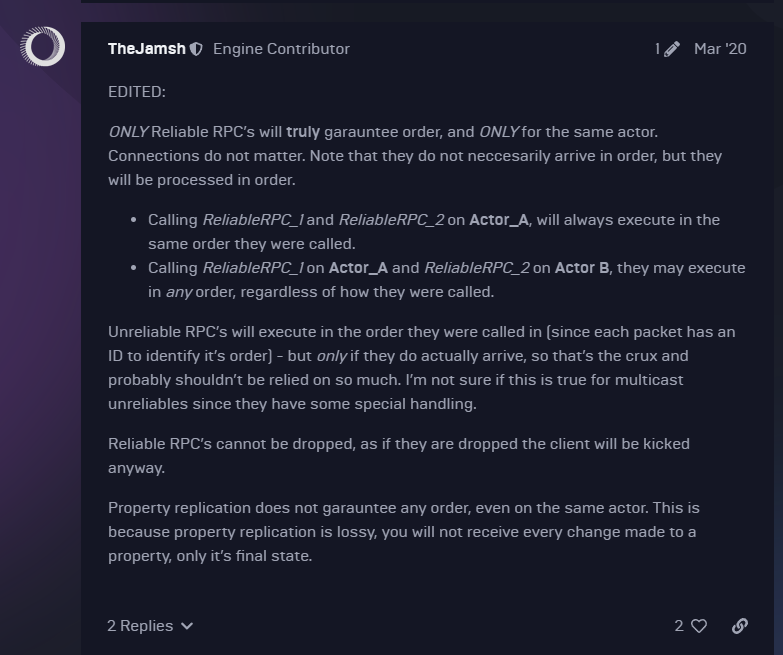 TheJamsh Engine Contributor 1 Mar '20
EDITED:
ONLY Reliable RPC's will truly garauntee order, and ONLY for the same actor.
Connections do not matter. Note that they do not neccesarily arrive in order, but they
will be processed in order.
• Calling ReliableRPC_1 and ReliableRPC_2 on Actor_A, will always execute in the
same order they were called.
• Calling ReliableRPC_1 on Actor_A and ReliableRPC_2 on Actor B, they may execute
in any order, regardless of how they were called.
Unreliable RPC's will execute in the order they were called in (since each packet has an
ID to identify it's order) - but only if they do actually arrive, so that's the crux and
probably shouldn't be relied on so much. I'm not sure if this is true for multicast
unreliables since they have some special handling.
Reliable RPC's cannot be dropped, as if they are dropped the client will be kicked
anyway.
Property replication does not garauntee any order, even on the same actor. This is
because property replication is lossy, you will not receive every change made to a
property, only it's final state.
2 Replies 2